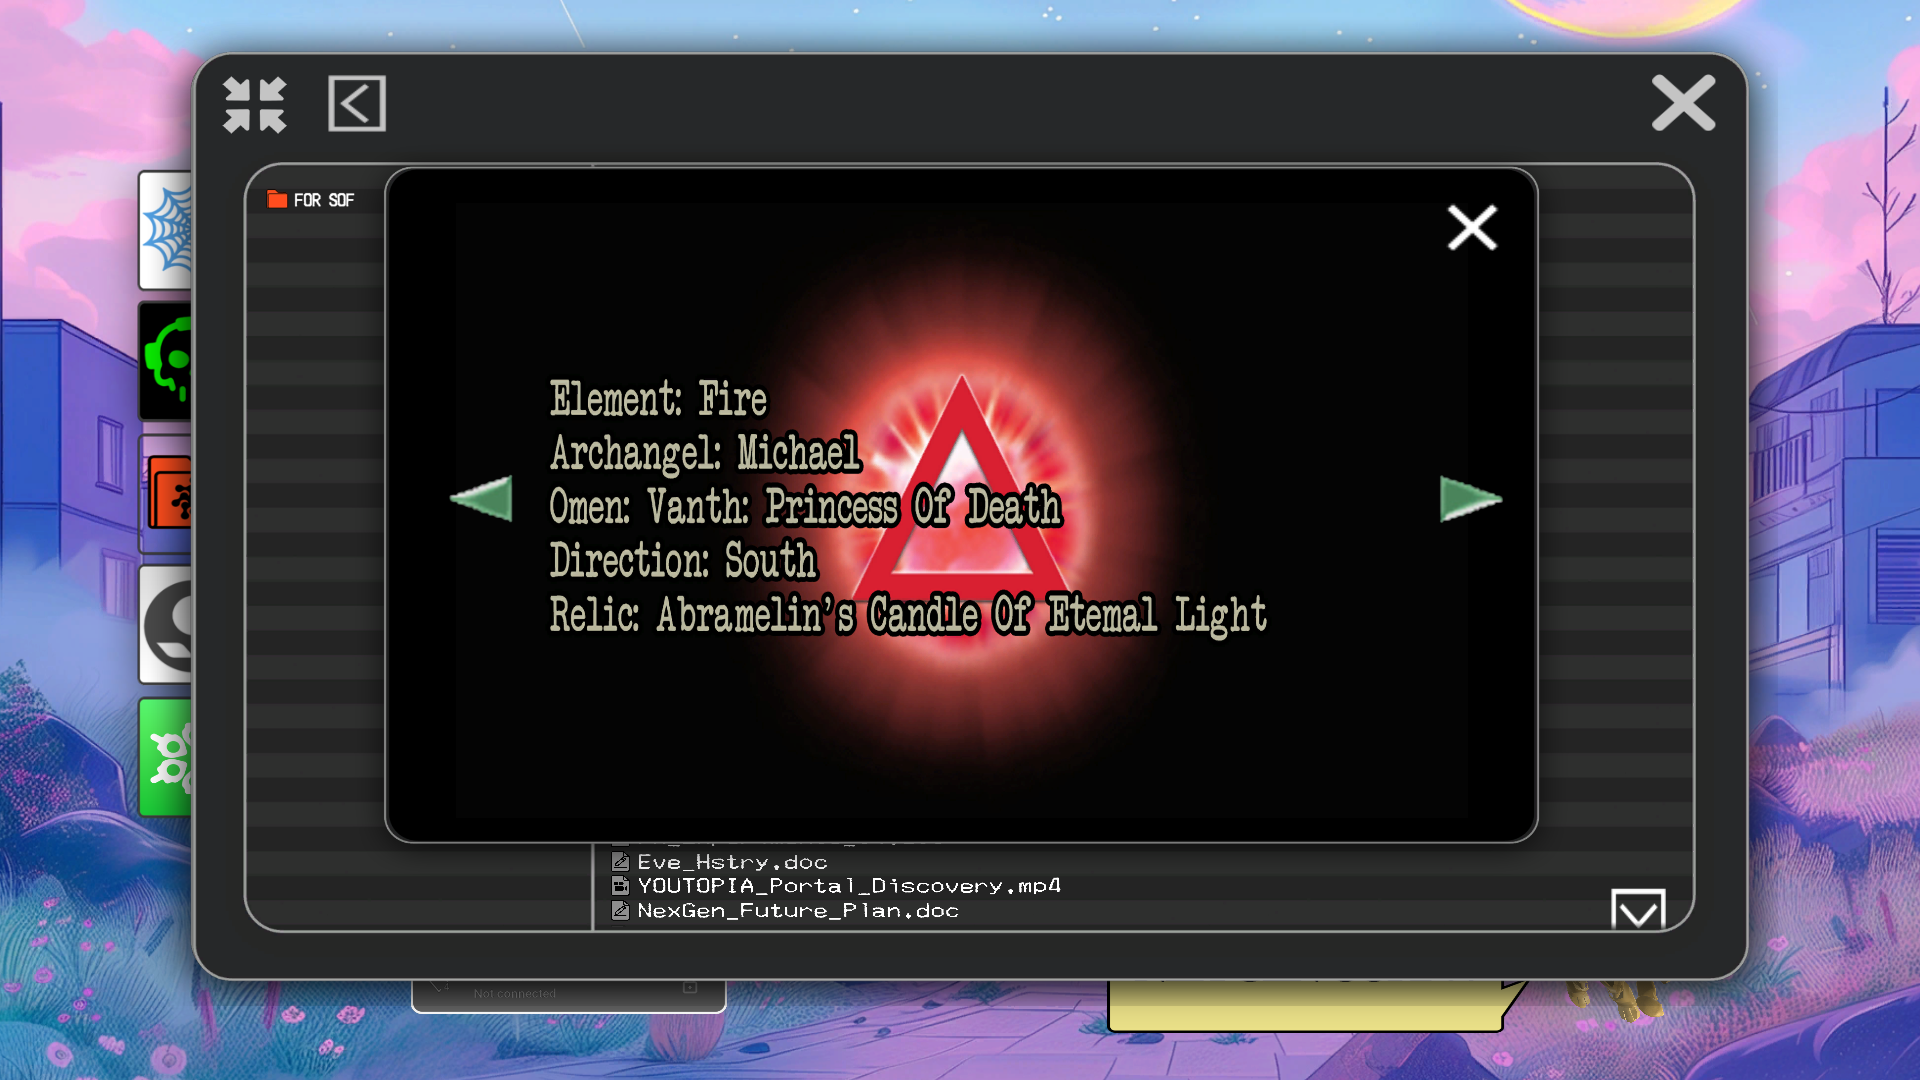 FOR SOF
Element: Fire
Archangel: Michael
Omen: Vanth: Princess Of Death
Direction: South
Relic: Abramelin's Candle Of Etemal Light
Eve_Hstry.doc
YOUTOPIA_Portal_Discovery.mp4
NexGen_Future_Plan.doc
Not connected